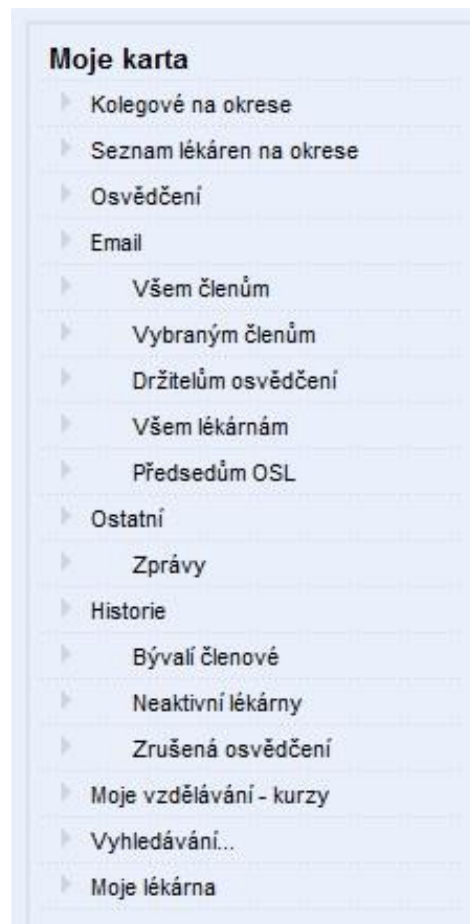 Moje karta
Kolegové na okrese
Seznam lékáren na okrese
Osvědčení
Email
Všem členům
Vybraným členům
Držitelům osvědčení
Všem lékárnám
Předsedům OSL
Ostatní
Zprávy
Historie
Bývalí členové
Neaktivní lékárny
Zrušená osvědčení
Moje vzdělávání - kurzy
Vyhledávání...
Moje lékárna